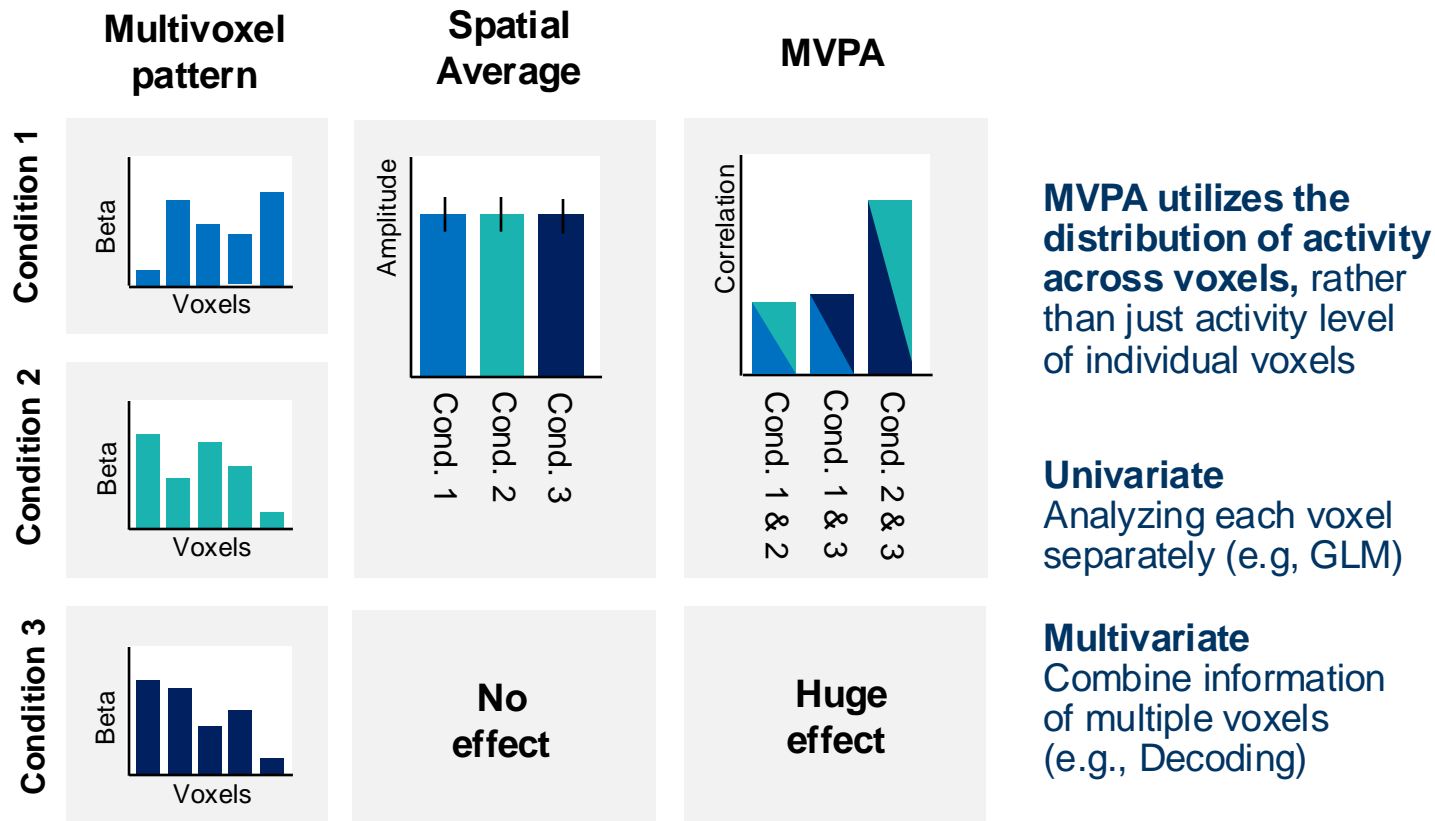 Multivoxel
pattern
Spatial
Average
MVPA
Condition 1
Beta
Voxels
Amplitude
Cond. 1
Cond. 2
Cond. 3
Correlation
Cond. 1 & 2
Cond. 1 & 3
Cond. 2 & 3
Condition 2
Beta
Voxels
Condition 3
Beta
Voxels
No
effect
Huge
effect
MVPA utilizes the
distribution of activity
across voxels, rather
than just activity level
of individual voxels
Univariate
Analyzing each voxel
separately (e.g, GLM)
Multivariate
Combine information
of multiple voxels
(e.g., Decoding)